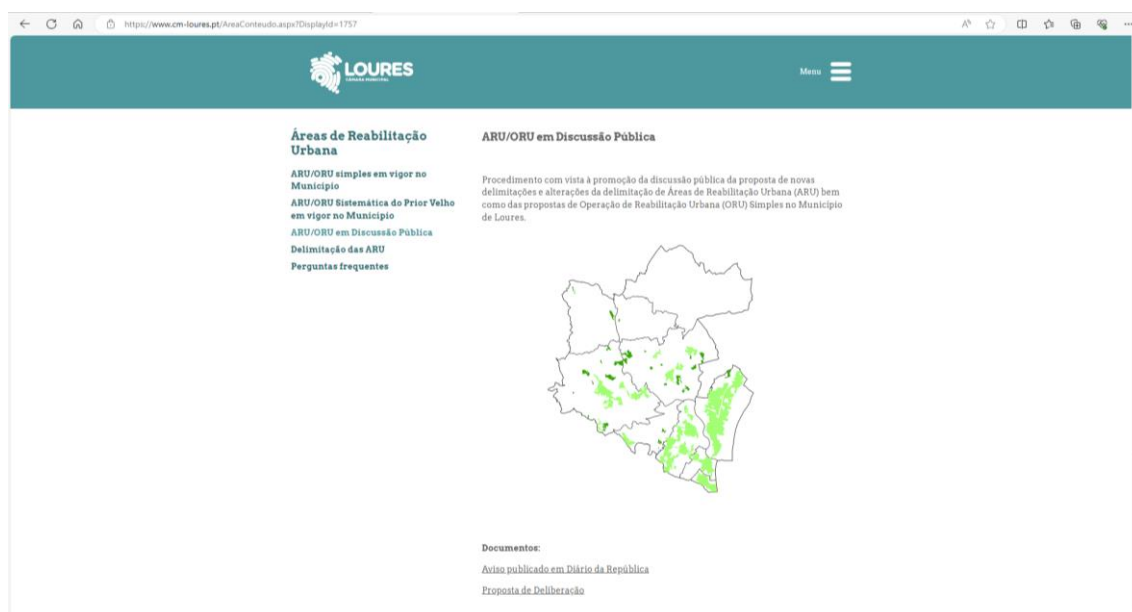 https://www.cm-loures.pt/AreaConteudo.aspx?DisplayId=1757
LOURES
CÂMARA MUNICIPAL
Menu
Áreas de Reabilitação
Urbana
ARU/ORU simples em vigor no
Município
ARU/ORU Sistemática do Prior Velho
em vigor no Município
ARU/ORU em Discussão Pública
Delimitação das ARU
Perguntas frequentes
ARU/ORU em Discussão Pública
Procedimento com vista à promoção da discussão pública da proposta de novas
delimitações e alterações da delimitação de Áreas de Reabilitação Urbana (ARU) bem
como das propostas de Operação de Reabilitação Urbana (ORU) Simples no Município
de Loures.
Documentos:
Aviso publicado em Diário da República
Proposta de Deliberação